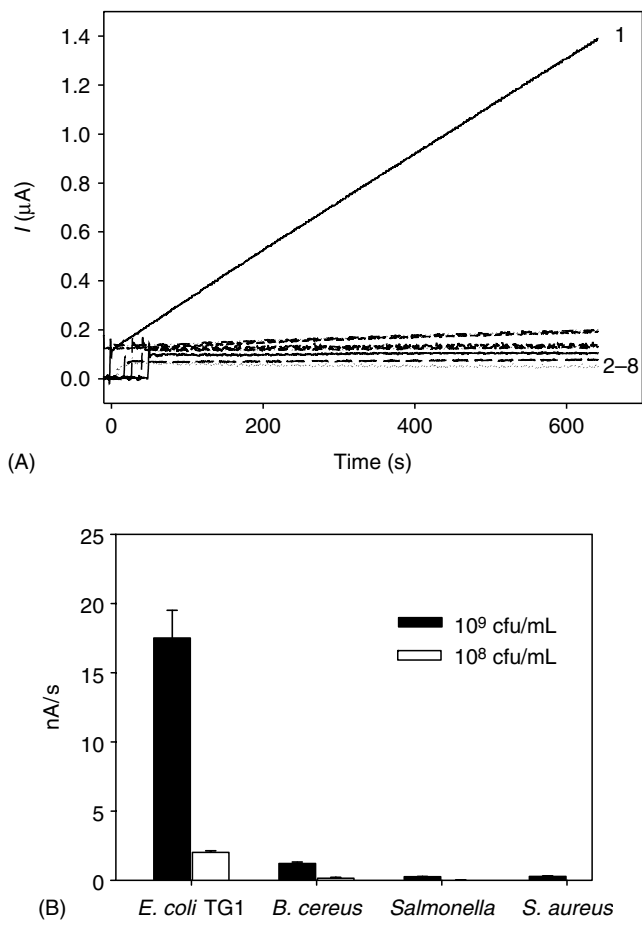 1.4
1.2
1.0
0.8
0.6
0.4
0.2
0.0
I (μA)
1
2–8
0 200 400 600
(A) Time (s)
25
20
15
10
5
0
nA/s
10⁹ cfu/mL
10⁸ cfu/mL
(B) E. coli TG1 B. cereus Salmonella S. aureus